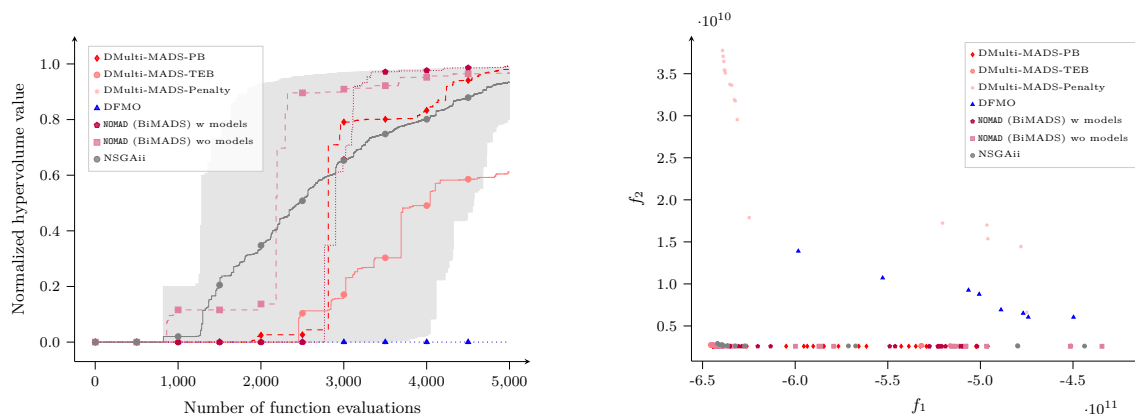 DMulti-MADS-PB
DMulti-MADS-TEB
DMulti-MADS-Penalty
DFMO
NOMAD (BiMADS) w models
NOMAD (BiMADS) wo models
NSGAii
Normalized hypervolume value
1.0
0.8
0.6
0.4
0.2
0.0
0
1,000
2,000
3,000
4,000
5,000
Number of function evaluations
·10¹⁰
DMulti-MADS-PB
DMulti-MADS-TEB
DMulti-MADS-Penalty
DFMO
NOMAD (BiMADS) w models
NOMAD (BiMADS) wo models
NSGAii
f₂
3.5
3.0
2.5
2.0
1.5
1.0
0.5
-6.5
-6.0
-5.5
-5.0
-4.5
f₁
·10¹¹